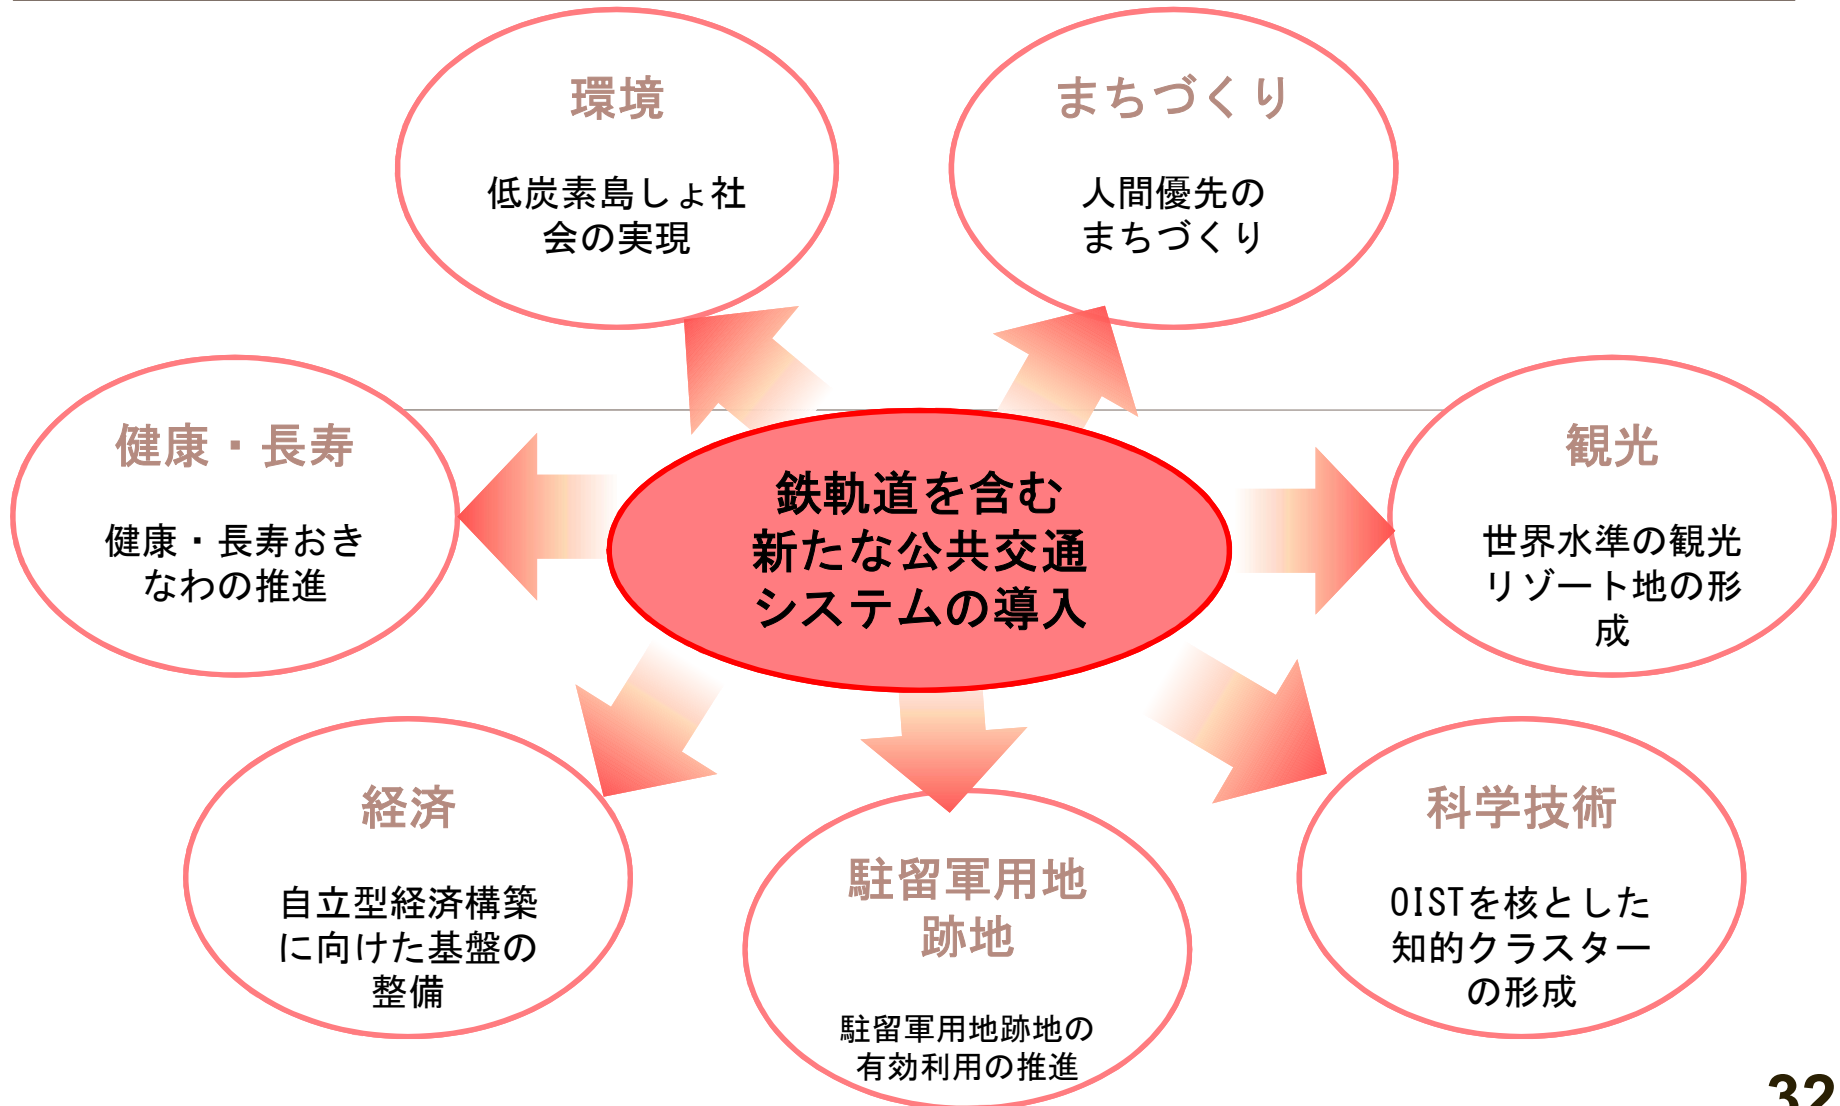 環境
低炭素島しょ社
会の実現
まちづくり
人間優先の
まちづくり
健康・長寿
健康・長寿おき
なわの推進
鉄軌道を含む
新たな公共交通
システムの導入
観光
世界水準の観光
リゾート地の形
成
経済
自立型経済構築
に向けた基盤の
整備
駐留軍用地
跡地
駐留軍用地跡地の
有効利用の推進
科学技術
OISTを核とした
知的クラスター
の形成
32